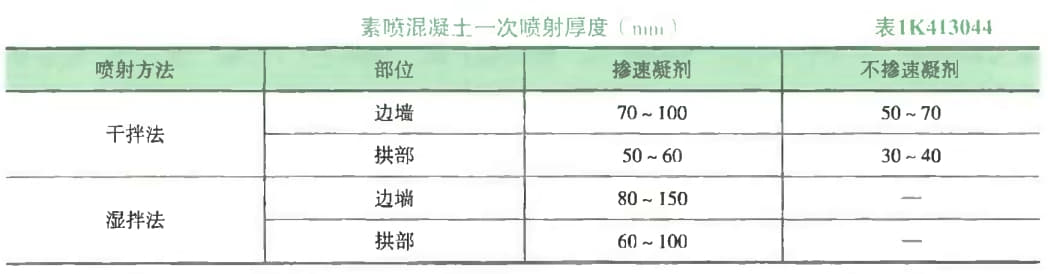 素喷混凝土一次喷射厚度（mm） 表1K413044
喷射方法 部位 掺速凝剂 不掺速凝剂
干拌法 边墙 70～100 50～70
拱部 50～60 30～40
湿拌法 边墙 80～150 —
拱部 60～100 —